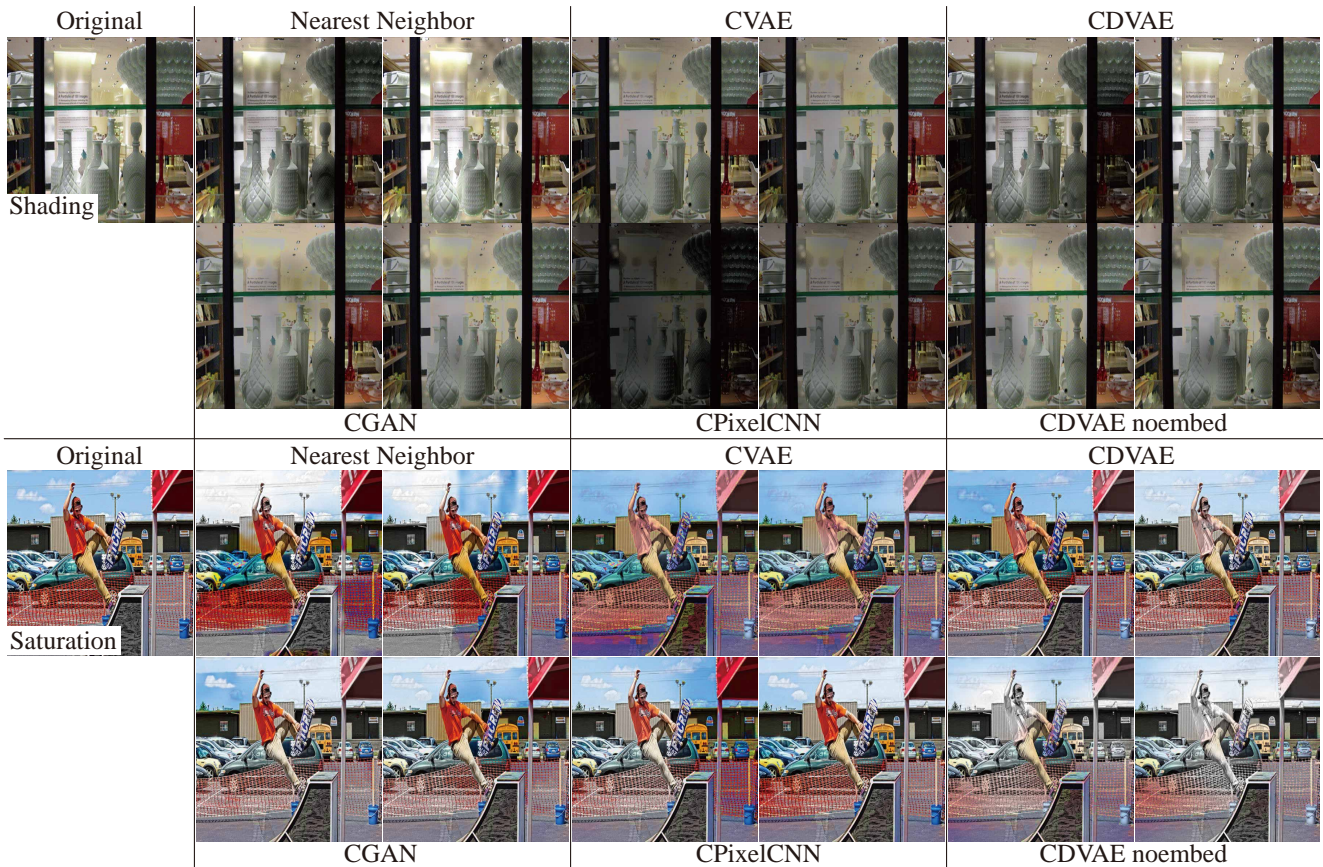 Original Nearest Neighbor CVAE CDVAE
Shading
CGAN CPixelCNN CDVAE noembed
Original Nearest Neighbor CVAE CDVAE
Saturation
CGAN CPixelCNN CDVAE noembed